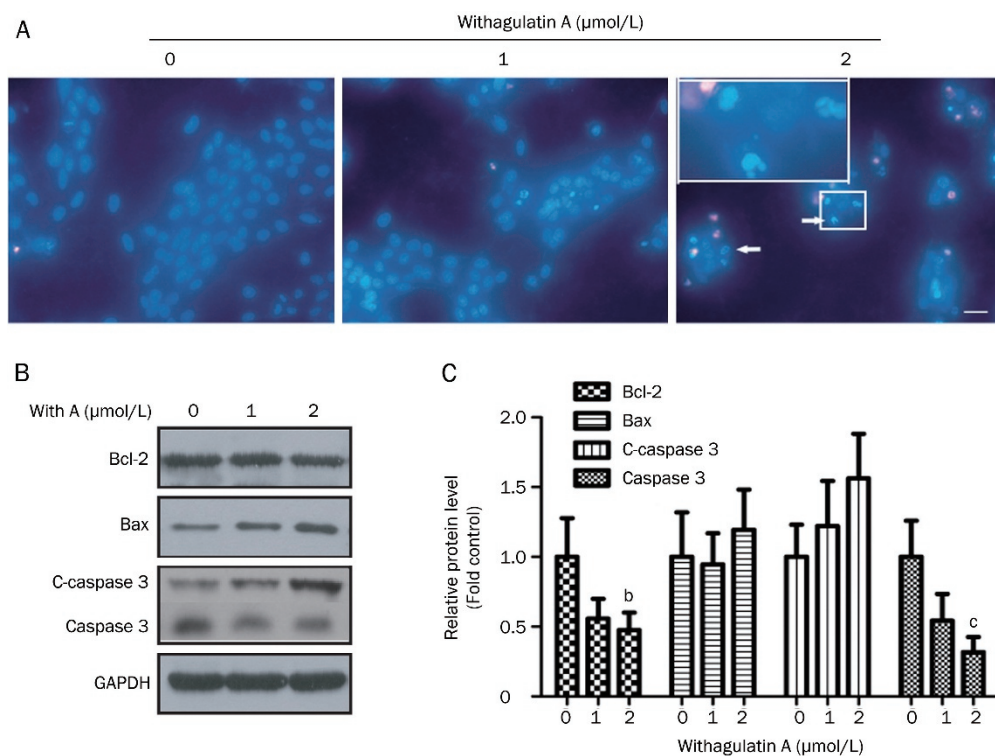 A
Withagulatin A (μmol/L)
0 1 2
B
With A (μmol/L) 0 1 2
Bcl-2
Bax
C-caspase 3
Caspase 3
GAPDH
C
Bcl-2
Bax
C-caspase 3
Caspase 3
Relative protein level
(Fold control)
2.0
1.5
1.0
0.5
0
b
c
0 1 2 0 1 2 0 1 2 0 1 2
Withagulatin A (μmol/L)